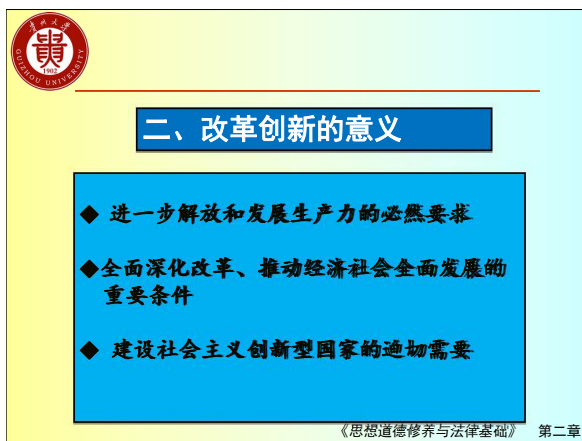 贵州大学
GUIZHOU UNIVERSITY
1902
二、改革创新的意义
◆ 进一步解放和发展生产力的必然要求
◆全面深化改革、推动经济社会全面发展的
重要条件
◆ 建设社会主义创新型国家的迫切需要
《思想道德修养与法律基础》 第二章